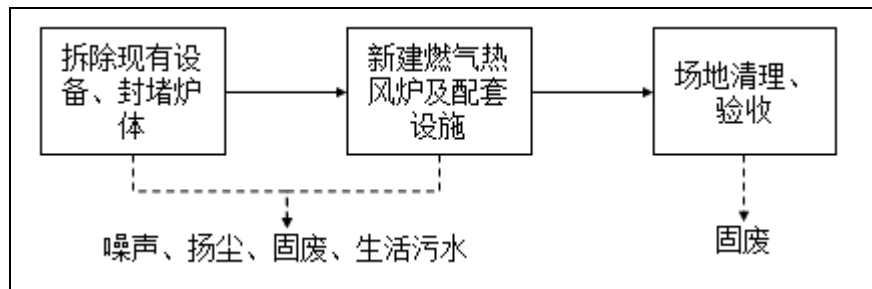 拆除现有设
备、封堵炉
体
新建燃气热
风炉及配套
设施
场地清理、
验收
噪声、扬尘、固废、生活污水
固废